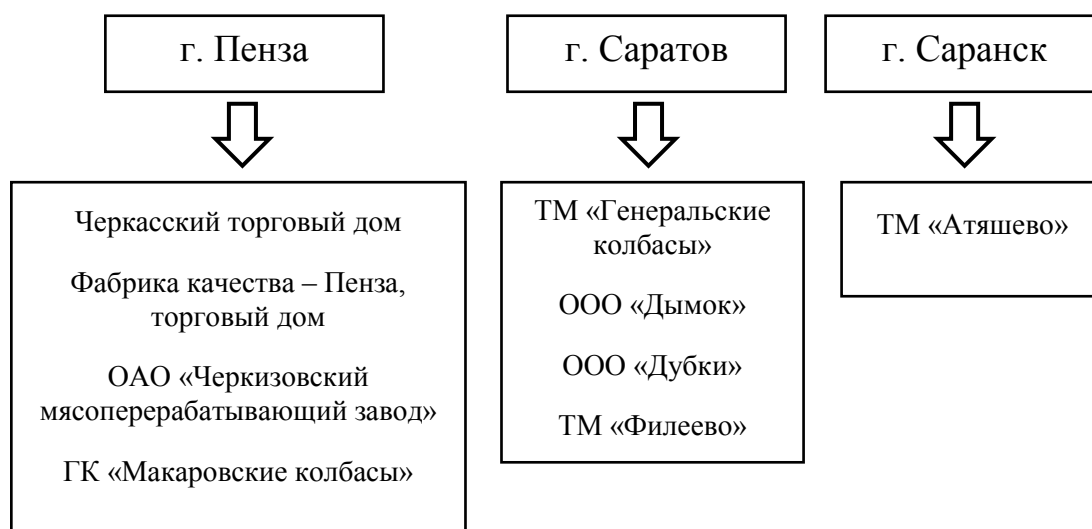 г. Пенза
г. Саратов
г. Саранск
Черкасский торговый дом
Фабрика качества – Пенза,
торговый дом
ОАО «Черкизовский
мясоперерабатывающий завод»
ГК «Макаровские колбасы»
ТМ «Генеральские
колбасы»
ООО «Дымок»
ООО «Дубки»
ТМ «Филеево»
ТМ «Атяшево»